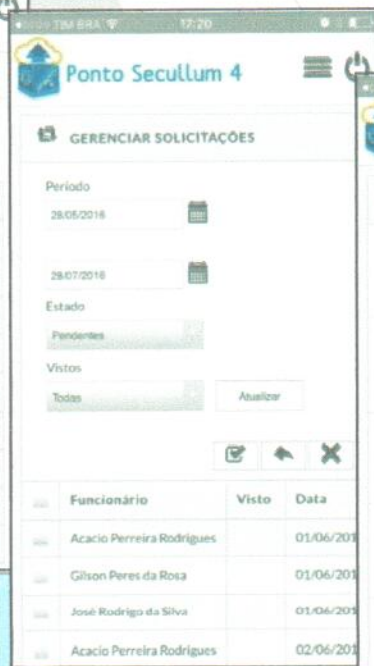 TIM BRA 17:20
Ponto Secullum 4
GERENCIAR SOLICITAÇÕES
Período
28/05/2016
28/07/2016
Estado
Pendentes
Vistos
Todas Atualizar
Funcionário Visto Data
Acacio Perreira Rodrigues 01/06/201
Gilson Peres da Rosa 01/06/201
José Rodrigo da Silva 01/06/201
Acacio Perreira Rodrigues 02/06/201